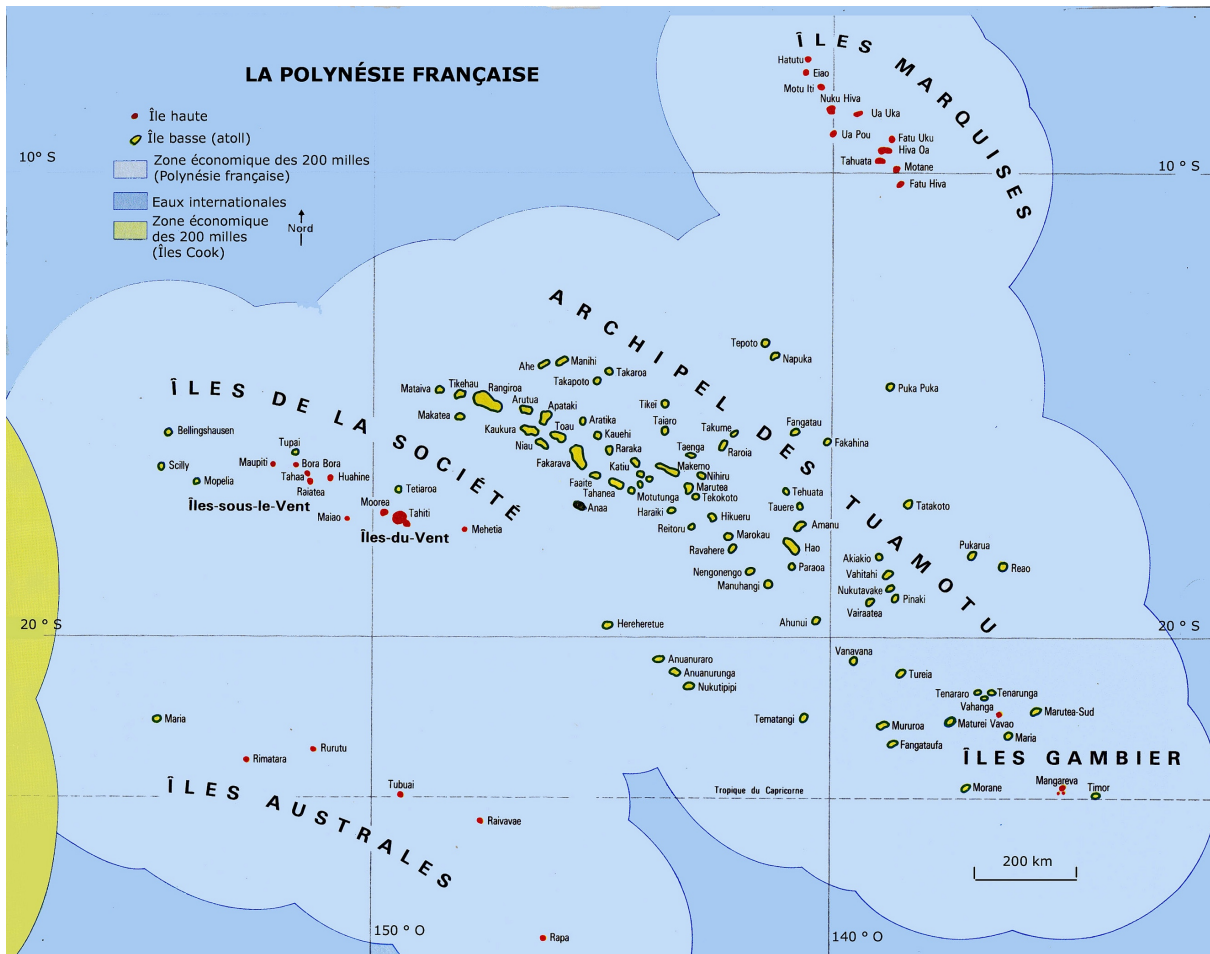 LA POLYNÉSIE FRANÇAISE
Île haute
Île basse (atoll)
Zone économique des 200 milles
(Polynésie française)
Eaux internationales
Zone économique
des 200 milles
(Îles Cook)
Nord
10° S
10 ° S
ÎLES MARQUISES
Hatutu
Eiao
Motu Iti
Nuku Hiva
Ua Uka
Ua Pou
Fatu Uku
Hiva Oa
Tahuata
Motane
Fatu Hiva
ARCHIPEL DES TUAMOTU
Tepoto
Napuka
Puka Puka
Ahe
Manihi
Takaroa
Takapoto
Mataiva
Tikehau
Rangiroa
Arutua
Apataki
Tikei
Makatea
Kaukura
Toau
Aratika
Taiaro
Takume
Fangatau
Niau
Kauehi
Fakahina
Fakarava
Raraka
Taenga
Raroia
Katiu
Makemo
Faaite
Nihiru
Tahanea
Marutea
Motutunga
Tekokoto
Tehuata
Anaa
Haraiki
Tauere
Tatakoto
Hikueru
Reitoru
Amanu
Marokau
Ravahere
Hao
Pukarua
Akiakio
Reao
Nengonengo
Paraoa
Vahitahi
Manuhangi
Nukutavake
Pinaki
Vairaatea
Hereheretue
Ahunui
ÎLES DE LA SOCIÉTÉ
Bellingshausen
Tupai
Scilly
Maupiti
Bora Bora
Tahaa
Huahine
Mopelia
Raiatea
Îles-sous-le-Vent
Tetiaroa
Moorea
Tahiti
Maiao
Mehetia
Îles-du-Vent
20 ° S
20 ° S
Anuanuraro
Anuanurunga
Nukutipipi
Vanavana
Tureia
Tenararo
Tenarunga
Vahanga
Marutea-Sud
Tematangi
Mururoa
Maturei Vavao
Maria
Fangataufa
ÎLES GAMBIER
Morane
Mangareva
Timor
Tropique du Capricorne
Maria
Rurutu
Rimatara
Tubuai
Raivavae
ÎLES AUSTRALES
Rapa
200 km
150 ° O
140 ° O